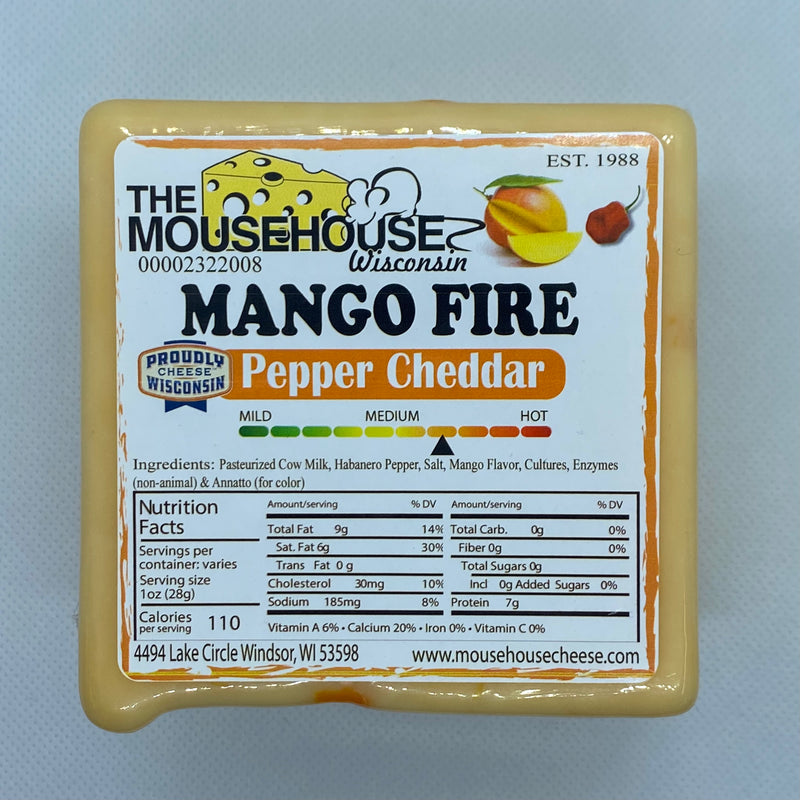 EST. 1988
THE
MOUSEHOUSE
Wisconsin
00002322008
MANGO FIRE
PROUDLY
CHEESE™
WISCONSIN
Pepper Cheddar
MILD MEDIUM HOT
Ingredients: Pasteurized Cow Milk, Habanero Pepper, Salt, Mango Flavor, Cultures, Enzymes
(non-animal) & Annatto (for color)
Nutrition
Facts
Servings per
container: varies
Serving size
1oz (28g)
Calories
per serving 110
Amount/serving % DV
Total Fat 9g 14%
Sat. Fat 6g 30%
Trans Fat 0 g
Cholesterol 30mg 10%
Sodium 185mg 8%
Amount/serving % DV
Total Carb. 0g 0%
Fiber 0g 0%
Total Sugars 0g
Incl 0g Added Sugars 0%
Protein 7g
Vitamin A 6% • Calcium 20% • Iron 0% • Vitamin C 0%
4494 Lake Circle Windsor, WI 53598 www.mousehousecheese.com